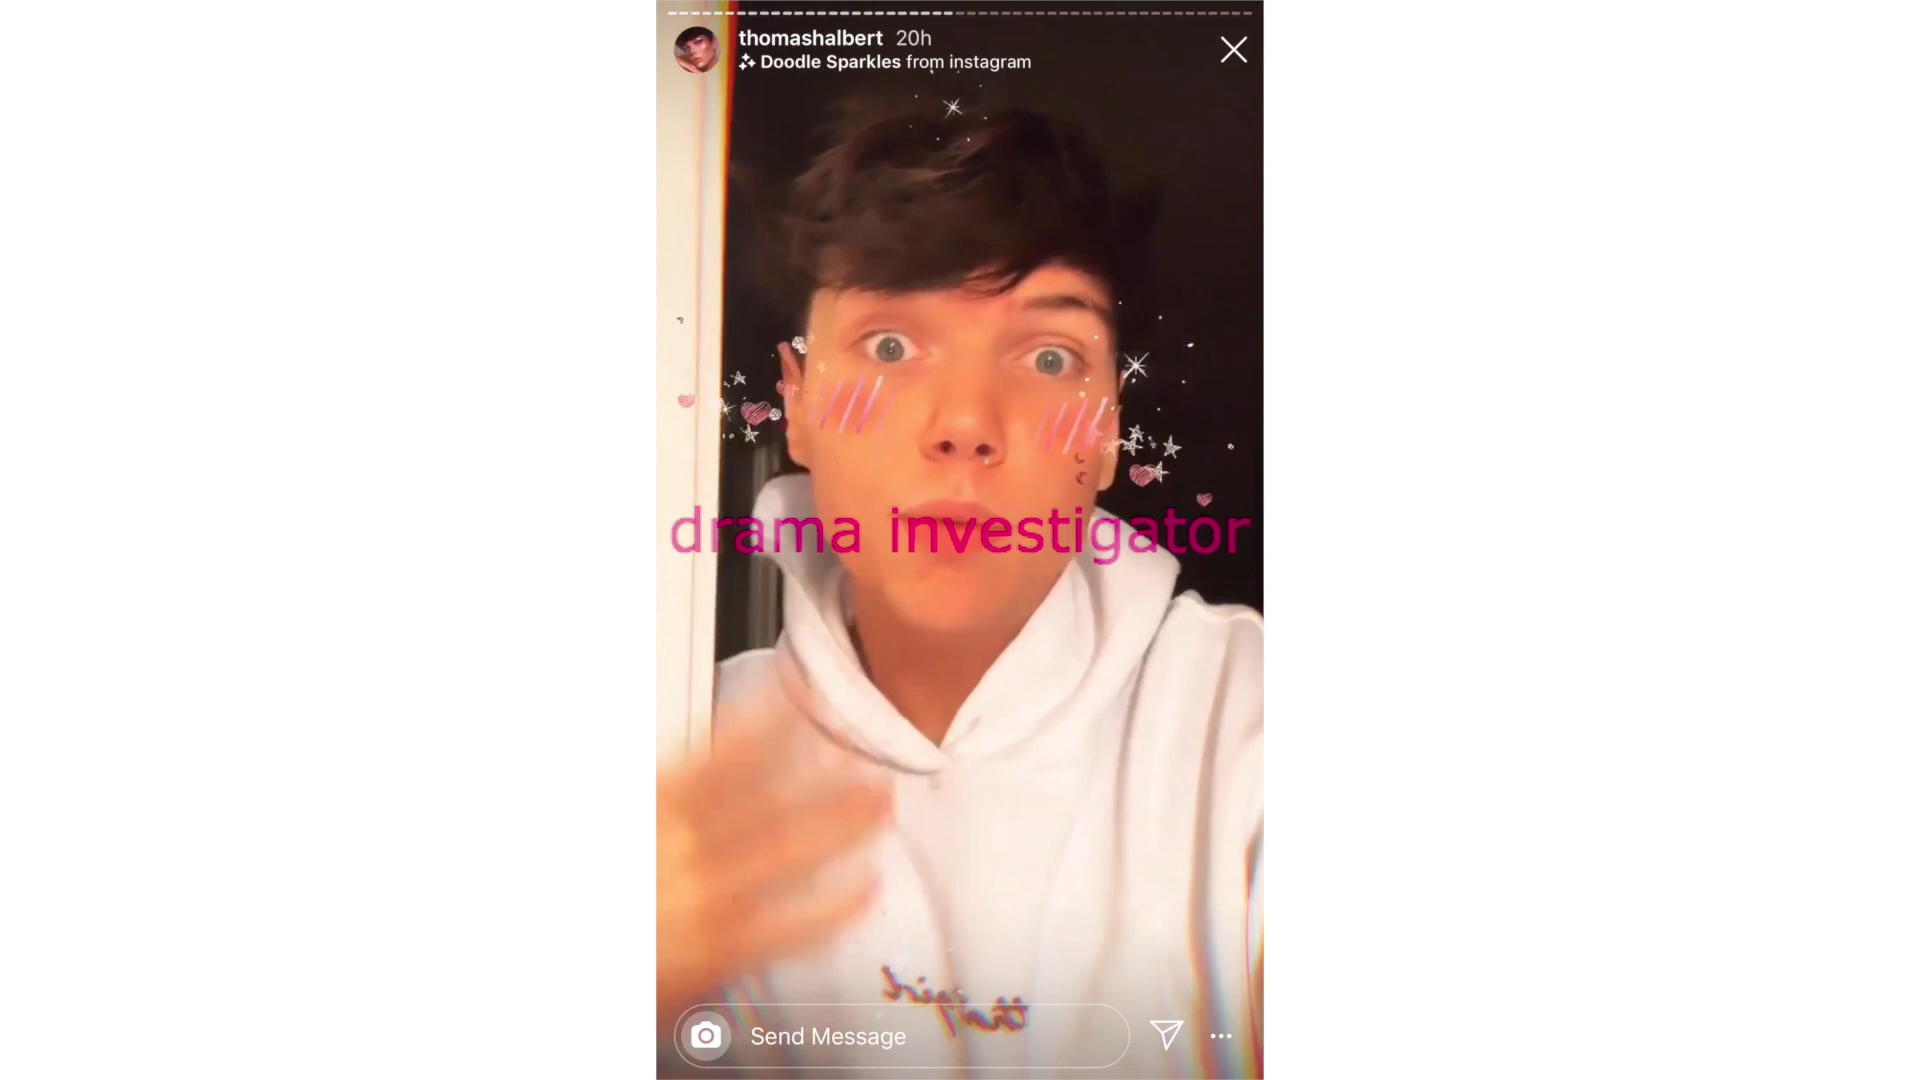 thomashalbert 20h
Doodle Sparkles from instagram
drama investigator
Send Message